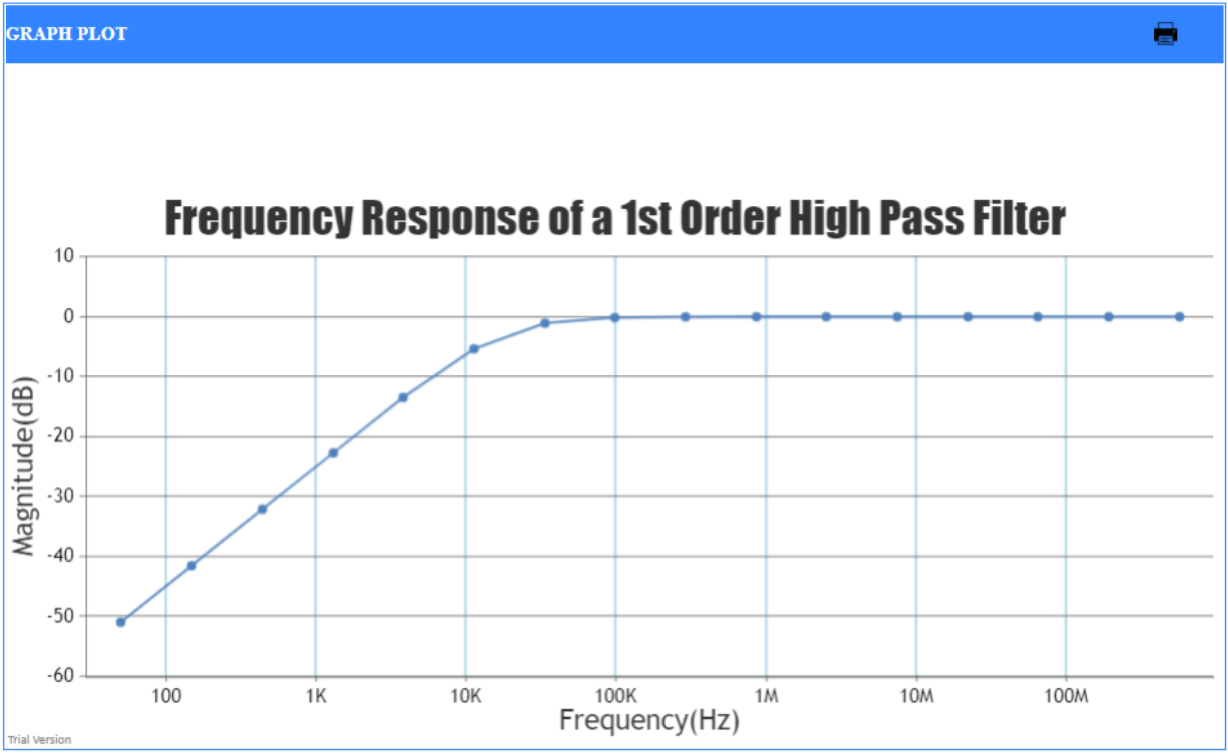 GRAPH PLOT
Frequency Response of a 1st Order High Pass Filter
10
0
-10
-20
-30
-40
-50
-60
Magnitude(dB)
100
1K
10K
100K
1M
10M
100M
Frequency(Hz)
Trial Version